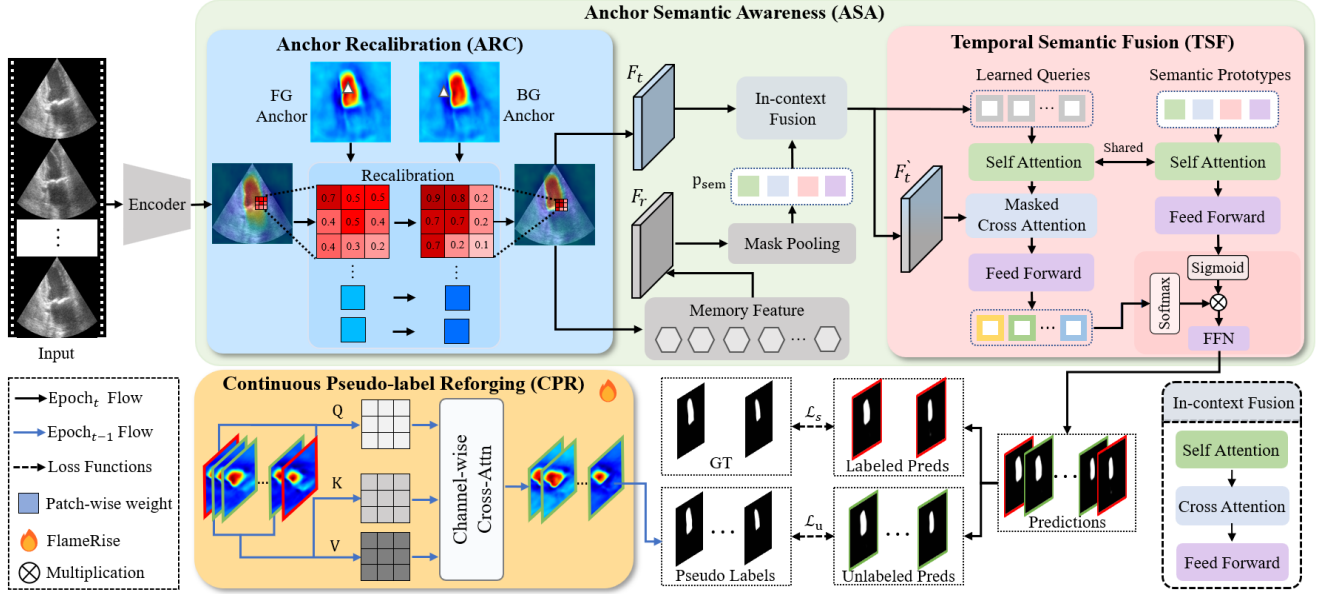 Anchor Semantic Awareness (ASA)
Anchor Recalibration (ARC)
FG
Anchor
BG
Anchor
Recalibration
0.7 0.5 0.5
0.4 0.5 0.4
0.4 0.3 0.2
0.9 0.8 0.2
0.7 0.7 0.2
0.7 0.2 0.1
⋮
⋮
Input
⋮
Encoder
F_t
F_r
In-context
Fusion
p_sem
Mask Pooling
Memory Feature
...
Temporal Semantic Fusion (TSF)
Learned Queries
Semantic Prototypes
...
Self Attention
Shared
Self Attention
F̀_t
Masked
Cross Attention
Feed Forward
Feed Forward
Sigmoid
Softmax
FFN
...
Epoch_t Flow
Epoch_{t−1} Flow
Loss Functions
Patch-wise weight
FlameRise
Multiplication
Continuous Pseudo-label Reforging (CPR)
Q
K
V
...
Channel-wise
Cross-Attn
...
GT
ℒ_s
Labeled Preds
... 
Pseudo Labels
ℒ_u
...
Unlabeled Preds
...
Predictions
In-context Fusion
Self Attention
Cross Attention
Feed Forward